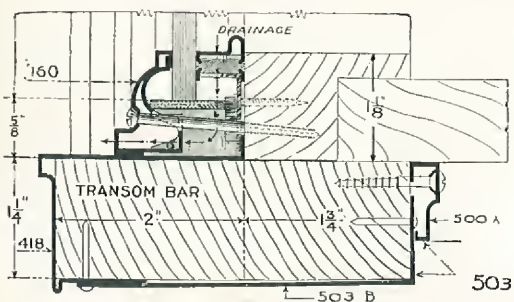 DRAINAGE
160
5/8"
1 1/8"
TRANSOM BAR
1 1/4"
2"
1 3/4"
500 A
418
503
503 B